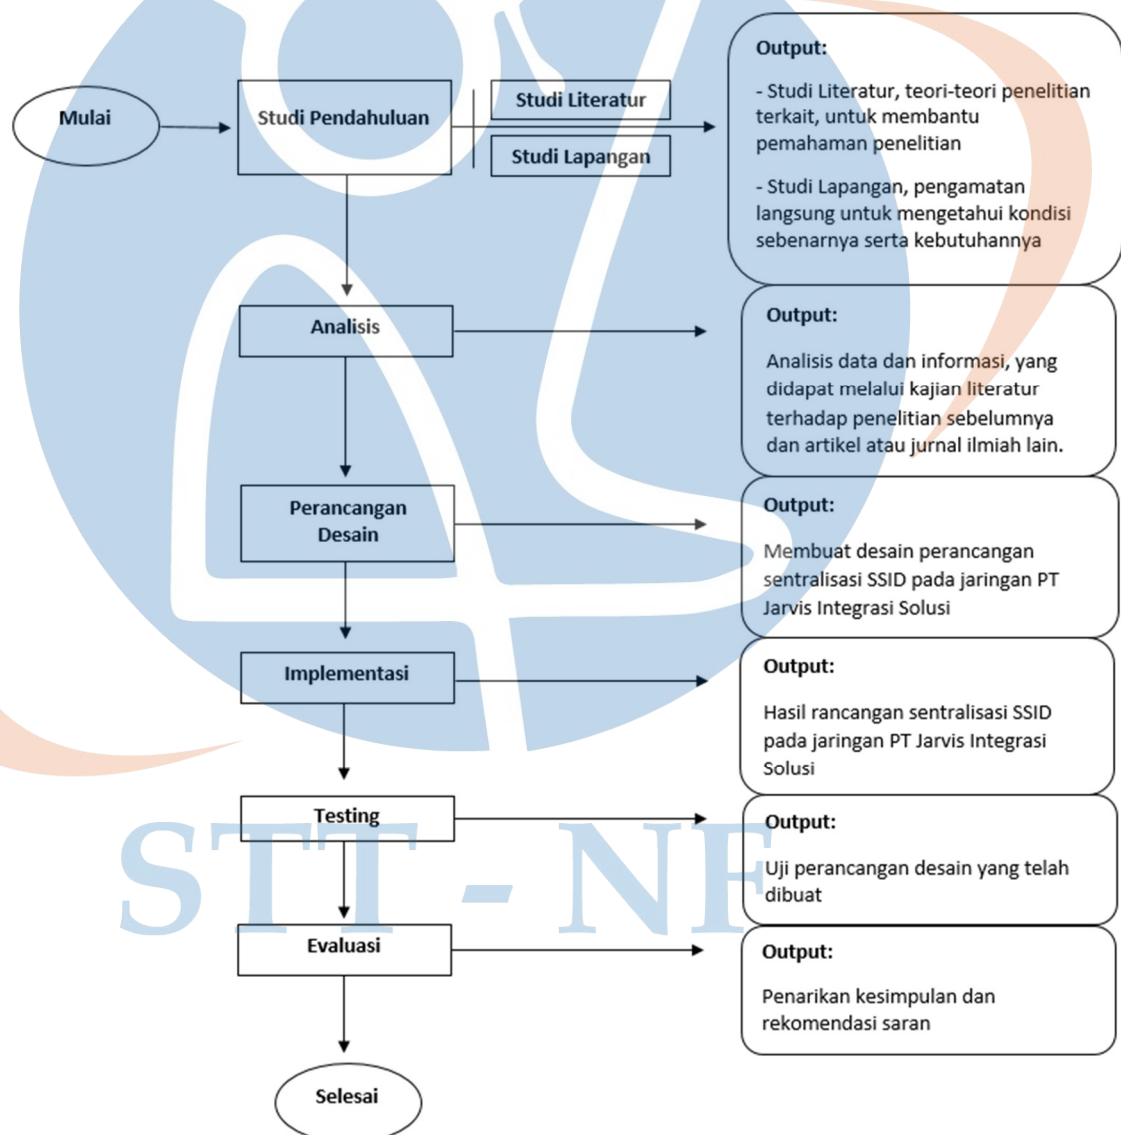 Mulai
Studi Pendahuluan
Studi Literatur
Studi Lapangan
Output:
- Studi Literatur, teori-teori penelitian
terkait, untuk membantu
pemahaman penelitian
- Studi Lapangan, pengamatan
langsung untuk mengetahui kondisi
sebenarnya serta kebutuhannya
Analisis
Output:
Analisis data dan informasi, yang
didapat melalui kajian literatur
terhadap penelitian sebelumnya
dan artikel atau jurnal ilmiah lain.
Perancangan
Desain
Output:
Membuat desain perancangan
sentralisasi SSID pada jaringan PT
Jarvis Integrasi Solusi
Implementasi
Output:
Hasil rancangan sentralisasi SSID
pada jaringan PT Jarvis Integrasi
Solusi
Testing
Output:
Uji perancangan desain yang telah
dibuat
STT - NF
Evaluasi
Output:
Penarikan kesimpulan dan
rekomendasi saran
Selesai